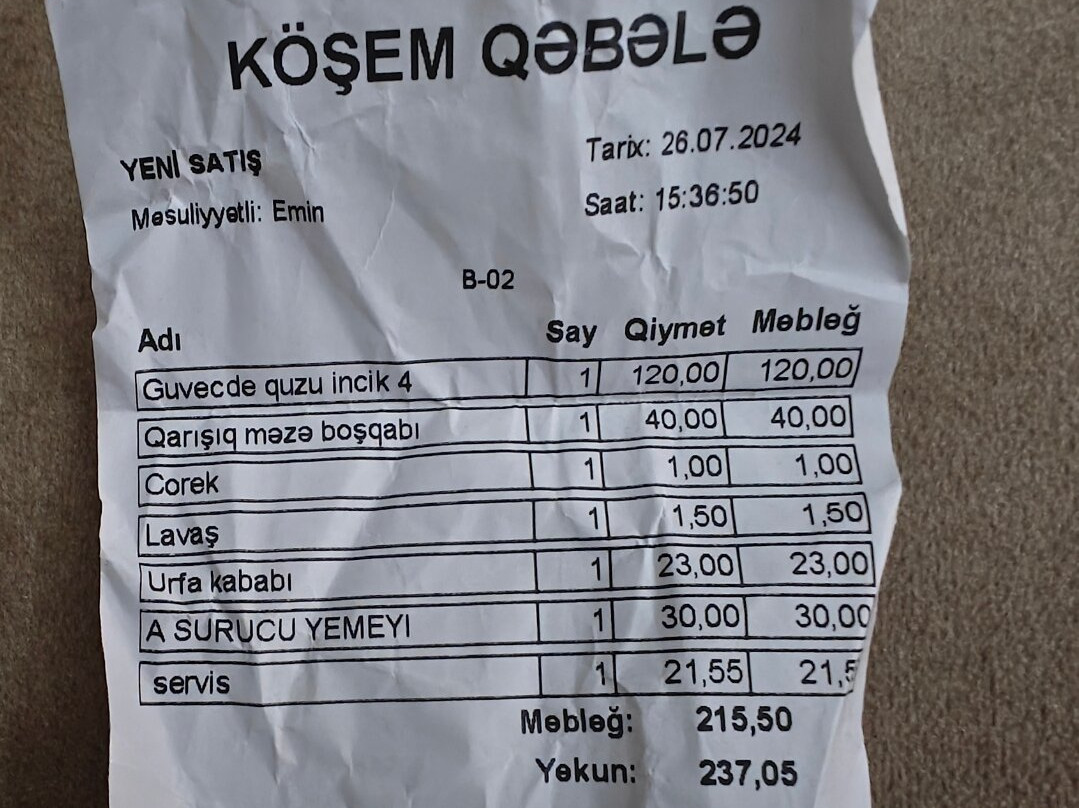 KÖŞEM QƏBƏLƏ
YENİ SATIŞ
Tarix: 26.07.2024
Məsuliyyətli: Emin
Saat: 15:36:50
B-02
Adı Say Qiymət Məbləğ
Guvecde quzu incik 4 1 120,00 120,00
Qarışıq məzə boşqabı 1 40,00 40,00
Corek 1 1,00 1,00
Lavaş 1 1,50 1,50
Urfa kababı 1 23,00 23,00
A SURUCU YEMEYI 1 30,00 30,00
servis 1 21,55 21,5
Məbləğ: 215,50
Yekun: 237,05